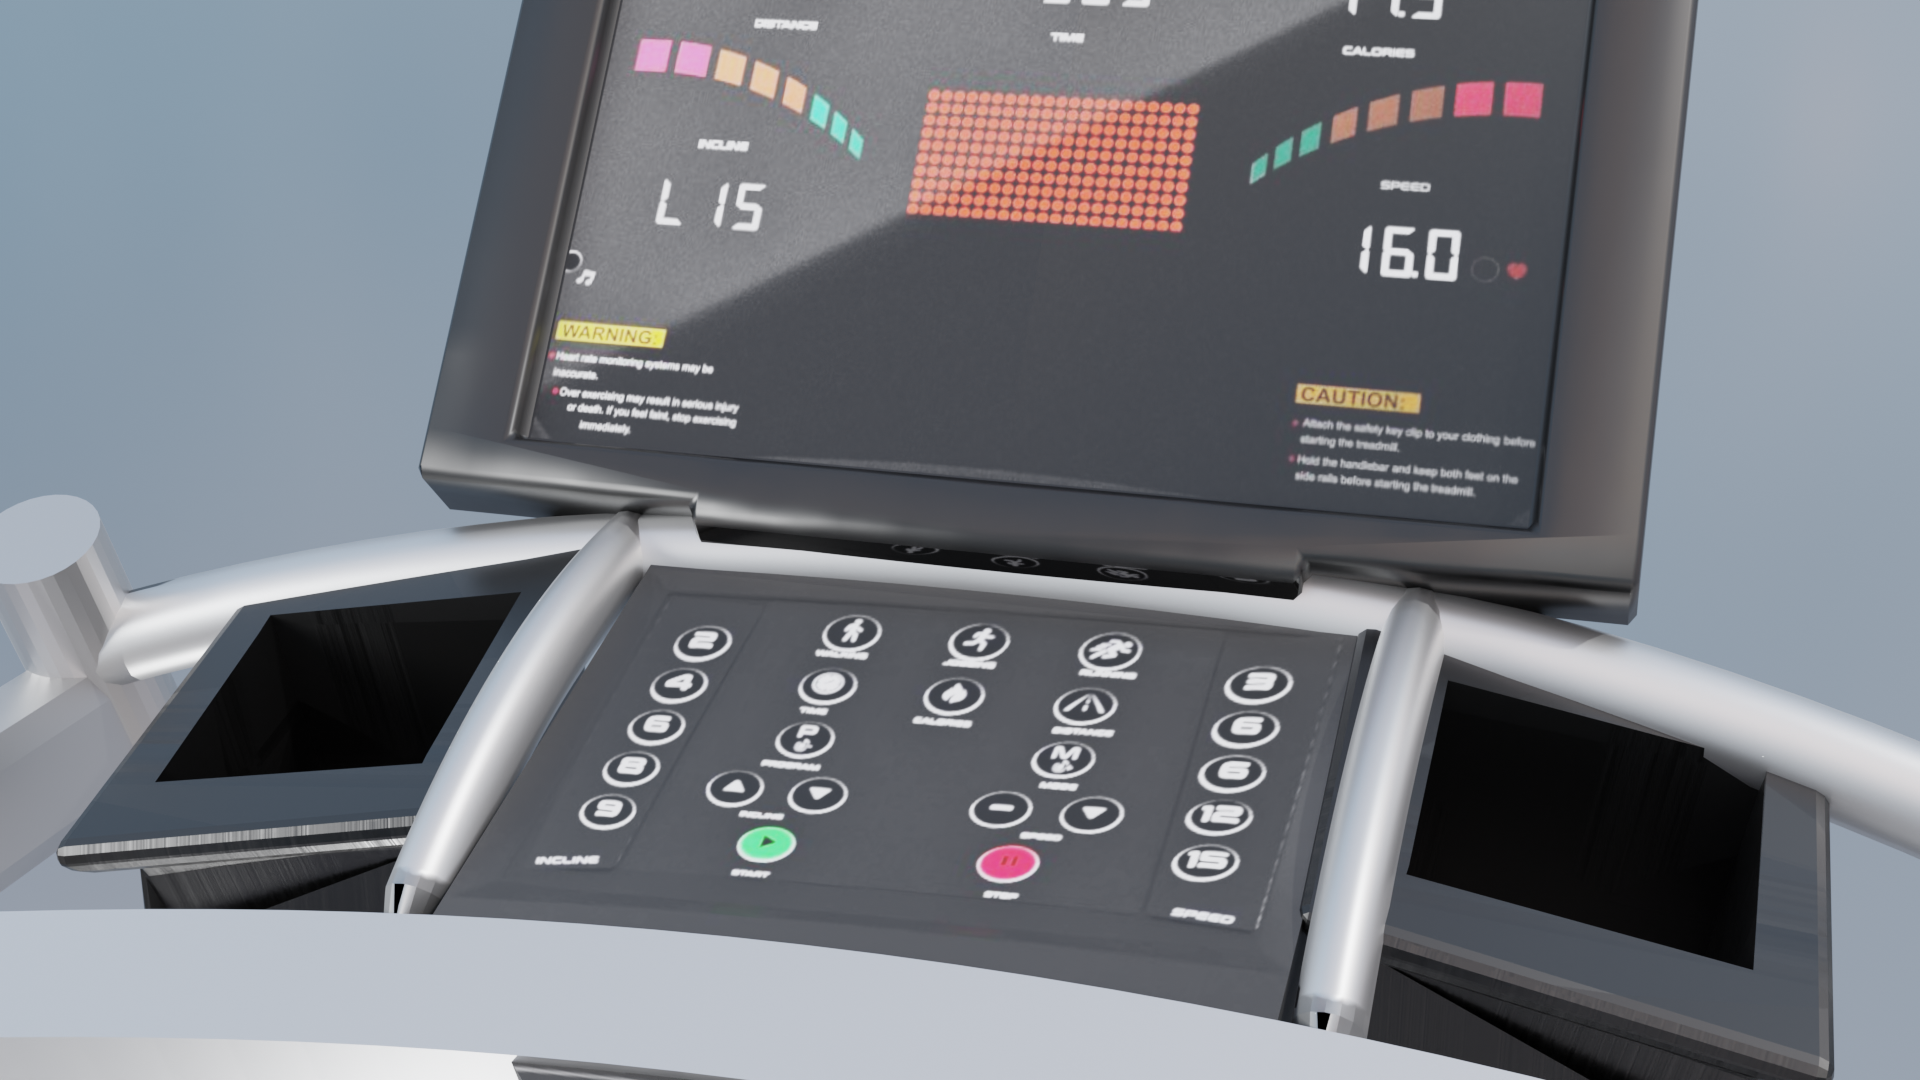 DISTANCE
TIME
CALORIES
INCLINE
L 15
SPEED
16.0
WARNING:
Heart rate monitoring systems may be
inaccurate.
Over exercising may result in serious injury
or death. If you feel faint, stop exercising
immediately.
CAUTION:
Attach the safety key clip to your clothing before
starting the treadmill.
Hold the handlebar and keep both feet on the
side rails before starting the treadmill.
2
4
6
8
9
INCLINE
WALKING
JOGGING
RUNNING
TIME
CALORIES
DISTANCE
P
PROGRAM
M
MODE
INCLINE
SPEED
START
STOP
3
6
6
12
15
SPEED